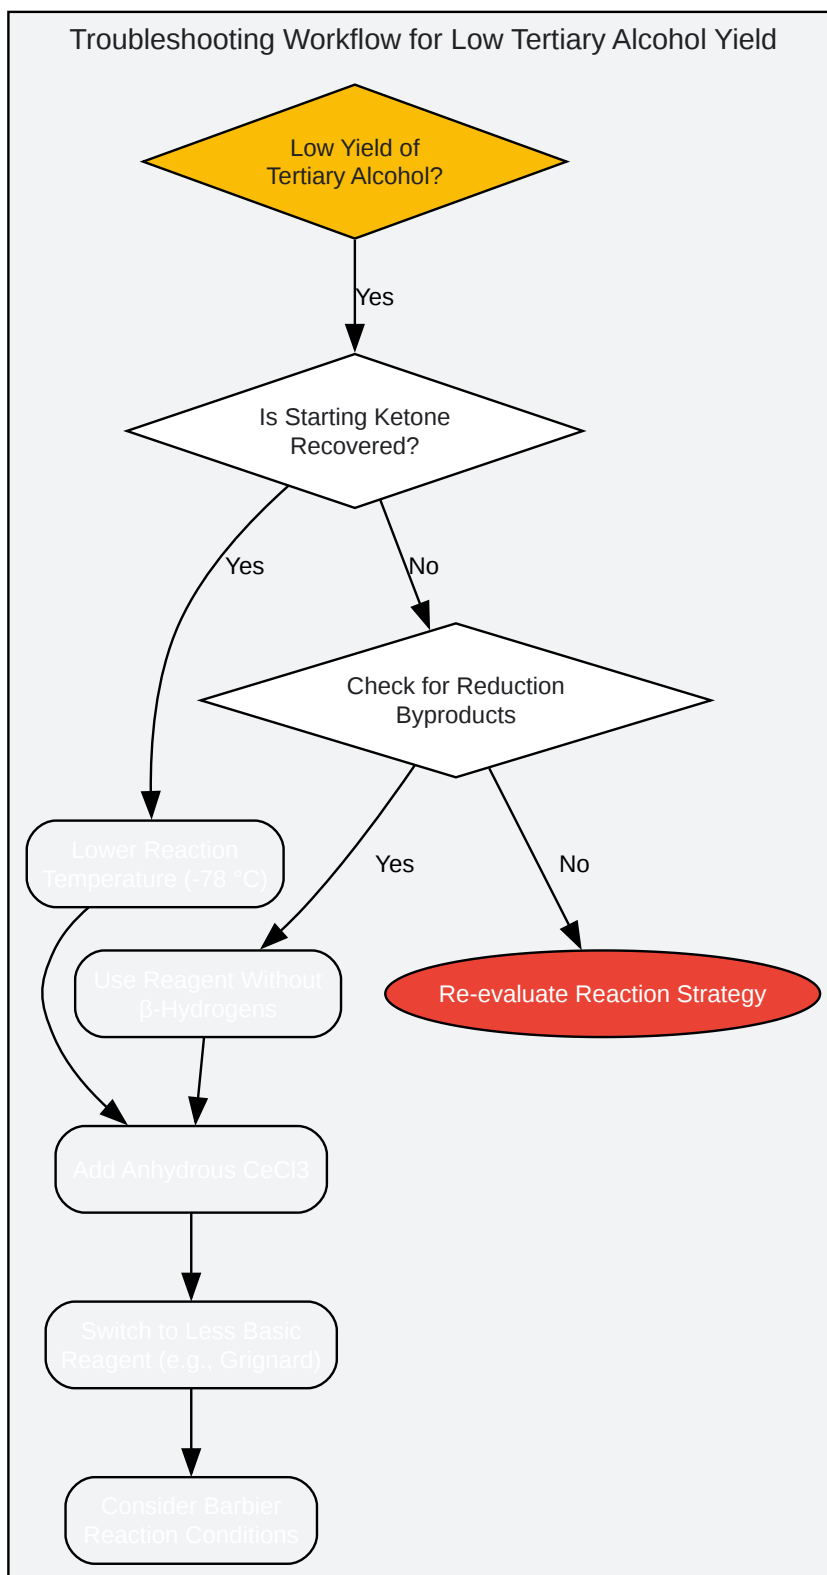 Troubleshooting Workflow for Low Tertiary Alcohol Yield
Low Yield of
Tertiary Alcohol?
Yes
Is Starting Ketone
Recovered?
Yes
No
Check for Reduction
Byproducts
Lower Reaction
Temperature (-78 °C)
Yes
No
Use Reagent Without
β-Hydrogens
Re-evaluate Reaction Strategy
Add Anhydrous CeCl3
Switch to Less Basic
Reagent (e.g., Grignard)
Consider Barbier
Reaction Conditions